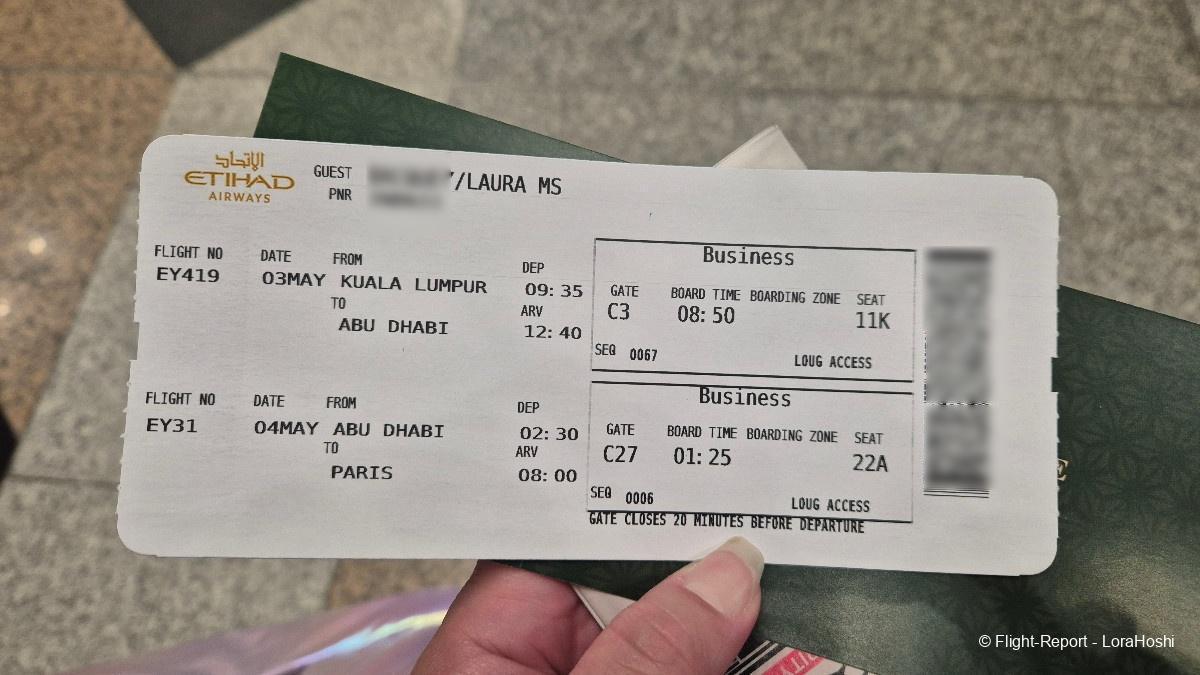 الإتحاد
ETIHAD
AIRWAYS
GUEST /LAURA MS
PNR
FLIGHT NO DATE FROM DEP
EY419 03MAY KUALA LUMPUR 09:35
TO ARV
ABU DHABI 12:40
Business
GATE BOARD TIME BOARDING ZONE SEAT
C3 08:50 11K
SEQ 0067 LOUG ACCESS
FLIGHT NO DATE FROM DEP
EY31 04MAY ABU DHABI 02:30
TO ARV
PARIS 08:00
Business
GATE BOARD TIME BOARDING ZONE SEAT
C27 01:25 22A
SEQ 0006 LOUG ACCESS
GATE CLOSES 20 MINUTES BEFORE DEPARTURE
© Flight-Report - LoraHoshi